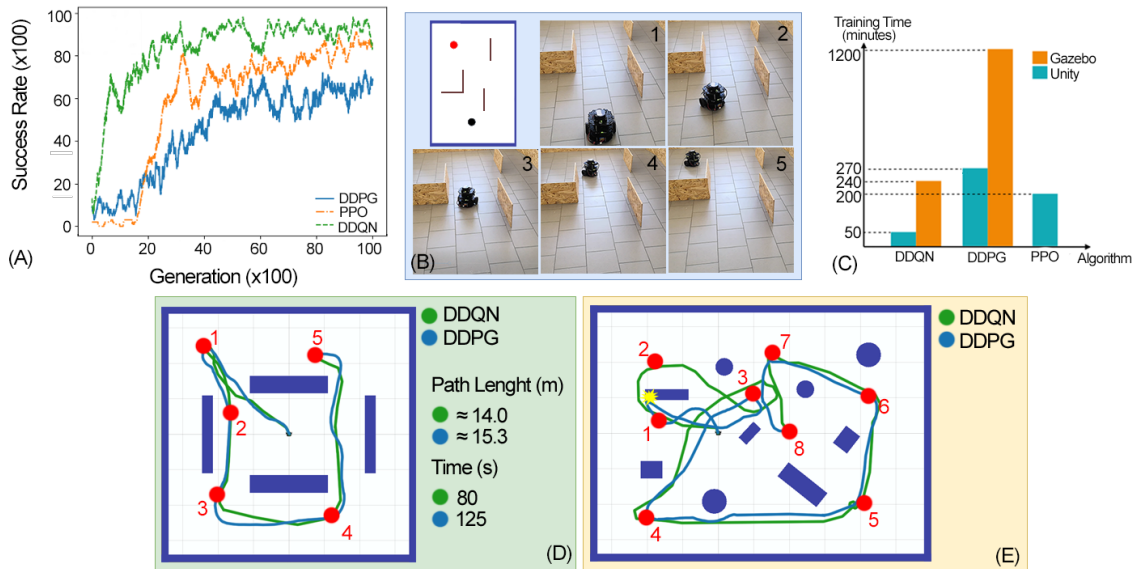 Success Rate (x100)
100
80
60
40
20
0
DDPG
PPO
DDQN
0 20 40 60 80 100
Generation (x100)
(A)
1
2
3
4
5
(B)
Training Time
(minutes)
1200
270
240
200
50
Gazebo
Unity
DDQN DDPG PPO Algorithm
(C)
1
2
3
4
5
DDQN
DDPG
Path Lenght (m)
≈ 14.0
≈ 15.3
Time (s)
80
125
(D)
1
2
3
4
5
6
7
8
DDQN
DDPG
(E)